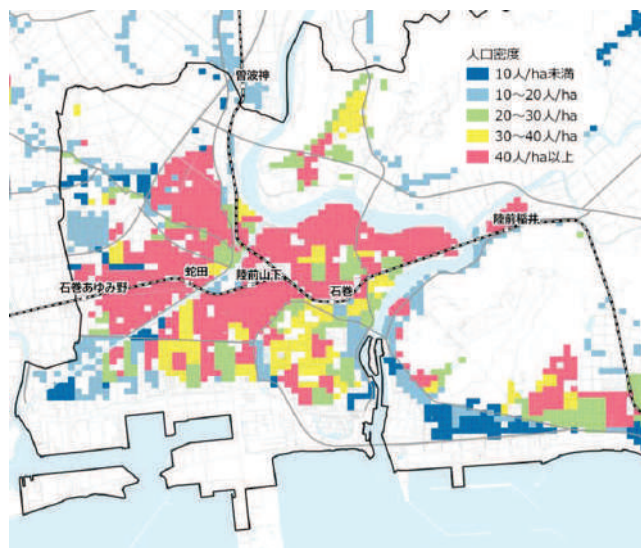 人口密度
10人/ha未満
10～20人/ha
20～30人/ha
30～40人/ha
40人/ha以上
曽波神
陸前稲井
蛇田
陸前山下
石巻
石巻あゆみ野